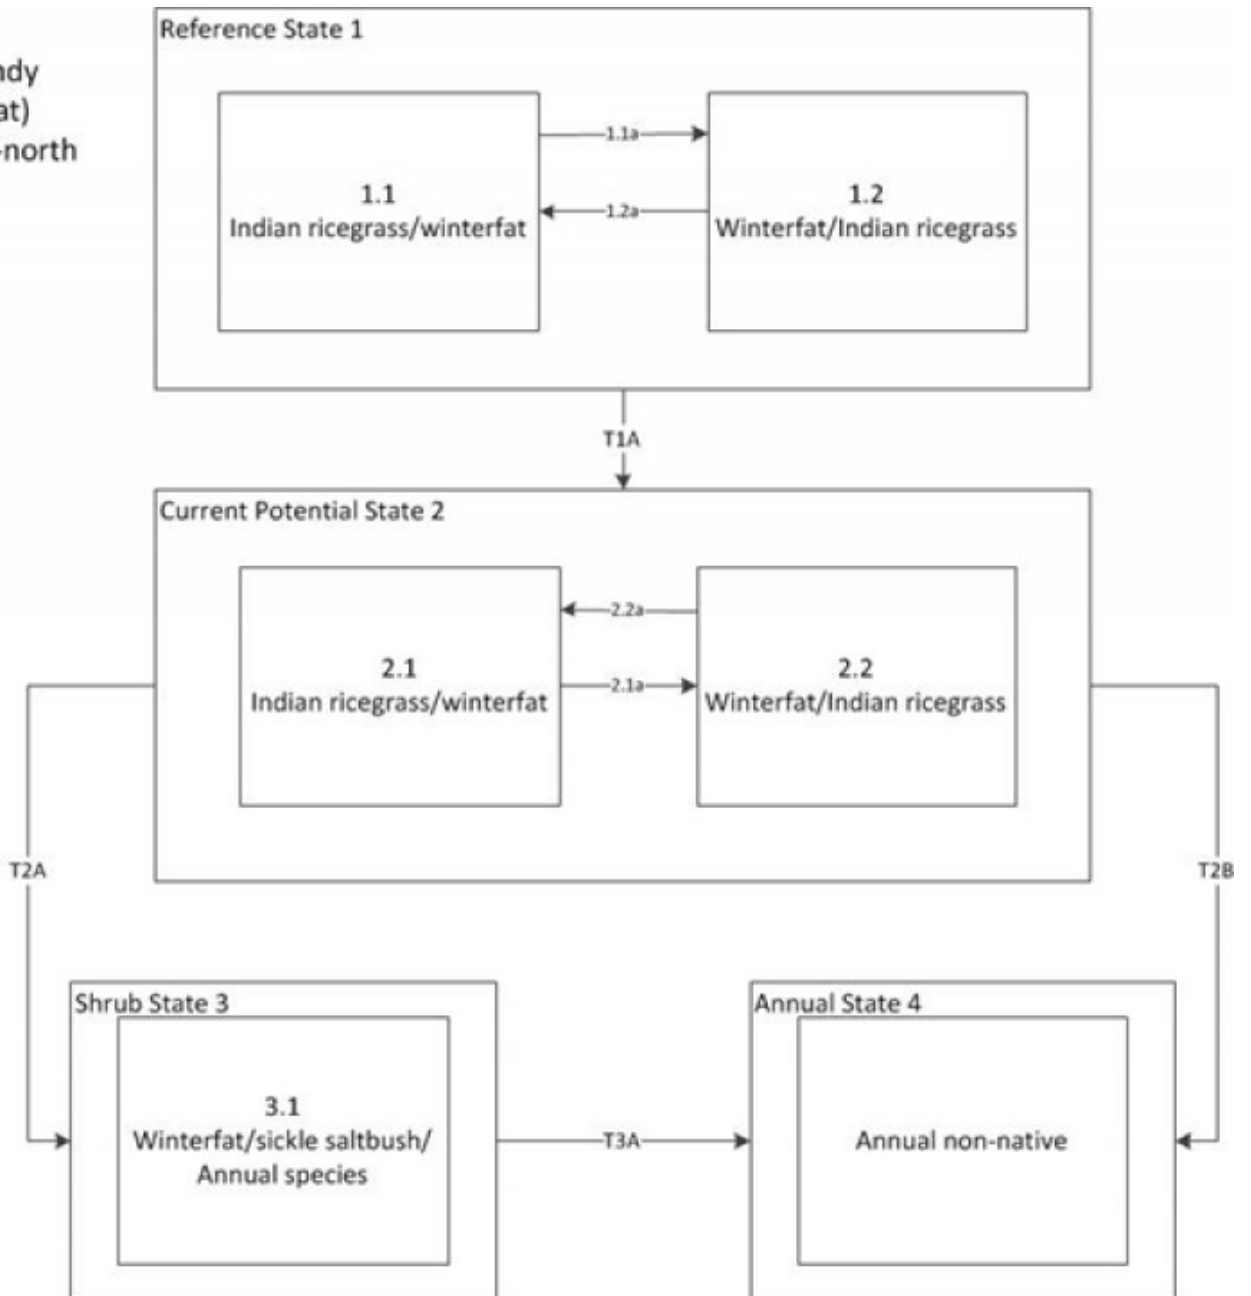 Reference State 1
at)
-north
1.1
Indian ricegrass/winterfat
1.1a
1.2a
1.2
Winterfat/Indian ricegrass
T1A
Current Potential State 2
2.1
Indian ricegrass/winterfat
2.2a
2.1a
2.2
Winterfat/Indian ricegrass
T2A
T2B
Shrub State 3
3.1
Winterfat/sickle saltbush/
Annual species
T3A
Annual State 4
Annual non-native